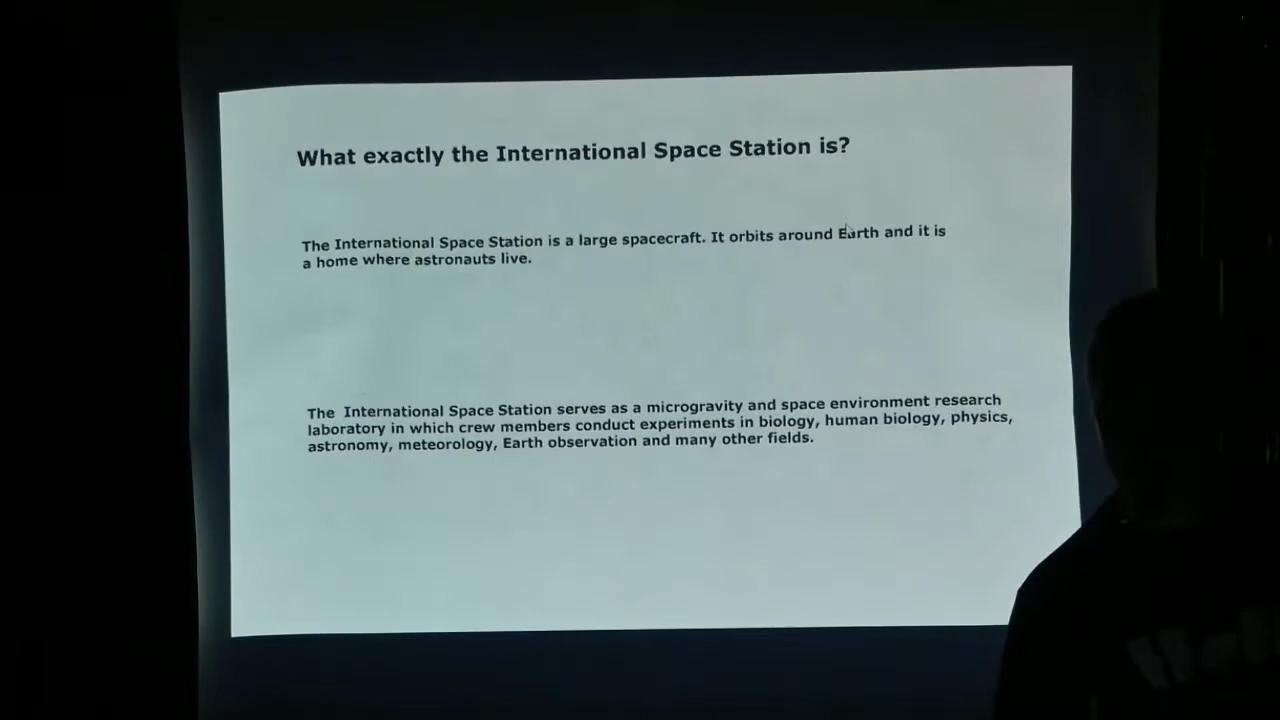 What exactly the International Space Station is?
The International Space Station is a large spacecraft. It orbits around Earth and it is
a home where astronauts live.
The International Space Station serves as a microgravity and space environment research
laboratory in which crew members conduct experiments in biology, human biology, physics,
astronomy, meteorology, Earth observation and many other fields.